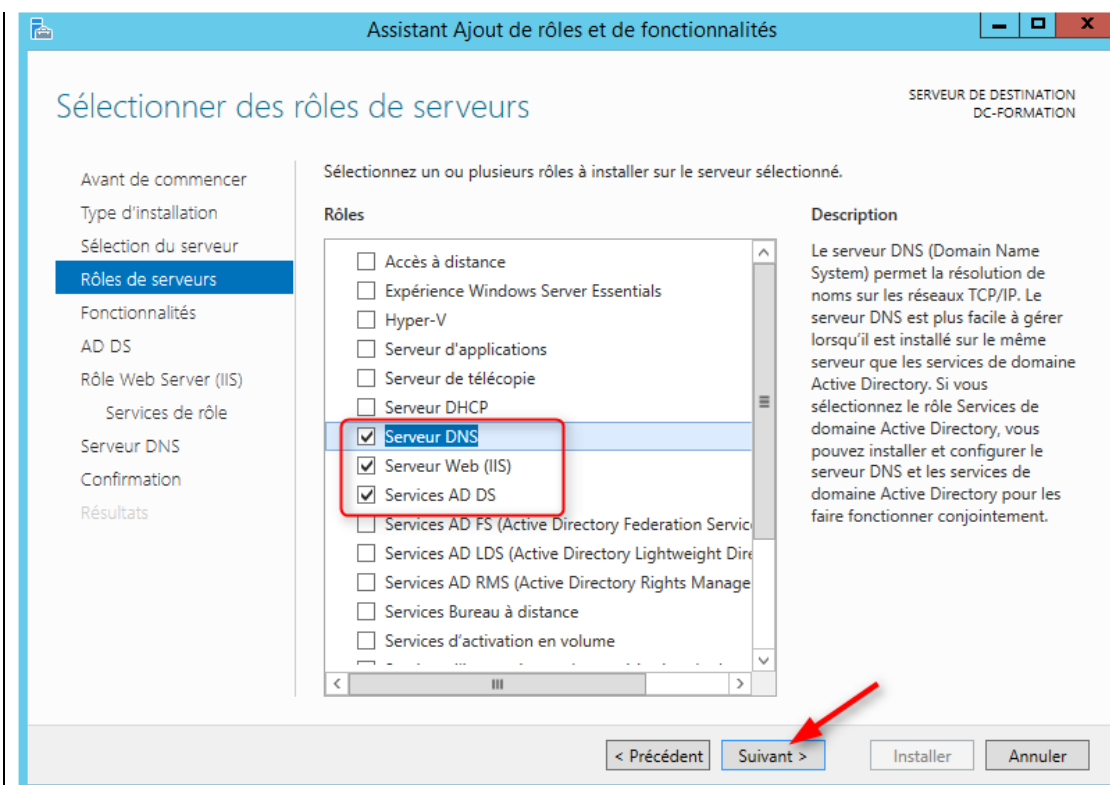 Assistant Ajout de rôles et de fonctionnalités
Sélectionner des rôles de serveurs
SERVEUR DE DESTINATION
DC-FORMATION
Avant de commencer
Type d'installation
Sélection du serveur
Rôles de serveurs
Fonctionnalités
AD DS
Rôle Web Server (IIS)
Services de rôle
Serveur DNS
Confirmation
Résultats
Sélectionnez un ou plusieurs rôles à installer sur le serveur sélectionné.
Rôles
Accès à distance
Expérience Windows Server Essentials
Hyper-V
Serveur d'applications
Serveur de télécopie
Serveur DHCP
Serveur DNS
Serveur Web (IIS)
Services AD DS
Services AD FS (Active Directory Federation Servic
Services AD LDS (Active Directory Lightweight Dire
Services AD RMS (Active Directory Rights Manage
Services Bureau à distance
Services d'activation en volume
Description
Le serveur DNS (Domain Name
System) permet la résolution de
noms sur les réseaux TCP/IP. Le
serveur DNS est plus facile à gérer
lorsqu'il est installé sur le même
serveur que les services de domaine
Active Directory. Si vous
sélectionnez le rôle Services de
domaine Active Directory, vous
pouvez installer et configurer le
serveur DNS et les services de
domaine Active Directory pour les
faire fonctionner conjointement.
< Précédent
Suivant >
Installer
Annuler